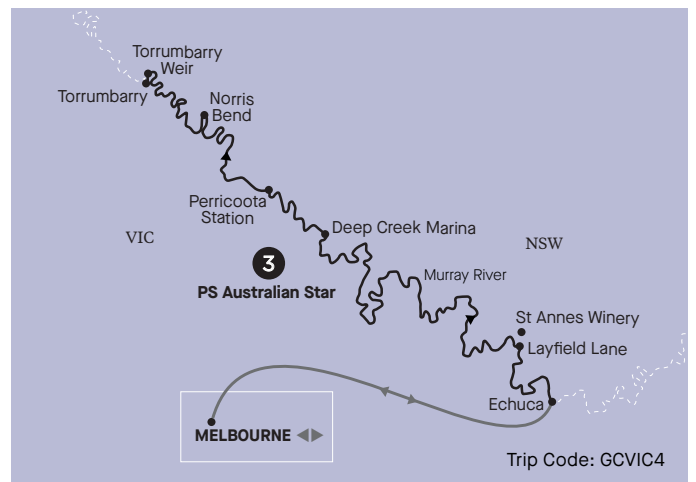 Torrumbarry
Weir
Torrumbarry
Norris
Bend
Perricoota
Station
Deep Creek Marina
VIC
NSW
3
PS Australian Star
Murray River
St Annes Winery
Layfield Lane
Echuca
MELBOURNE
Trip Code: GCVIC4